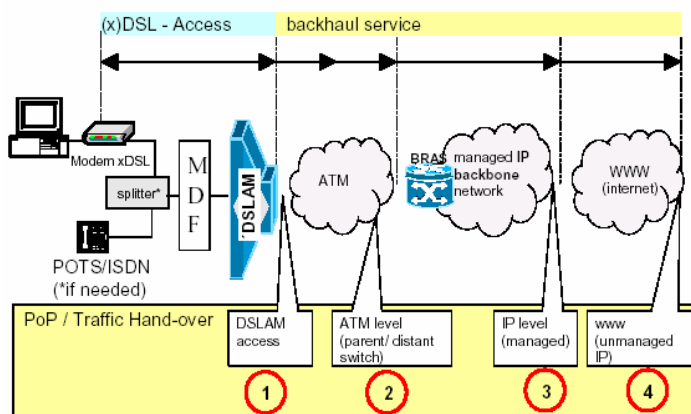 (x)DSL - Access
backhaul service
Modem xDSL
splitter*
MDF
DSLAM
ATM
BRAS
managed IP
backbone
network
WWW
(internet)
POTS/ISDN
(*if needed)
PoP / Traffic Hand-over
DSLAM
access
ATM level
(parent/ distant
switch)
IP level
(managed)
www
(unmanaged
IP)
1
2
3
4